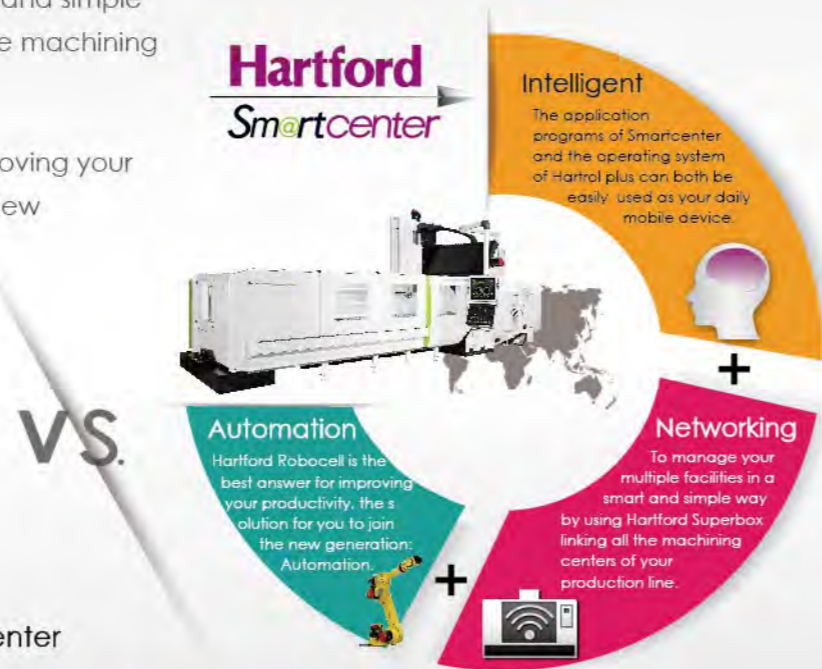 and simple
e machining
oving your
ew
Hartford
Sm@rtcenter
Intelligent
The application
programs of Smartcenter
and the operating system
of Hartrol plus can both be
easily used as your daily
mobile device.
VS.
Automation
Hartford Robocell is the
best answer for improving
your productivity, the s
olution for you to join
the new generation:
Automation.
Networking
To manage your
multiple facilities in a
smart and simple way
by using Hartford Superbox
linking all the machining
centers of your
production line.
+
+
enter